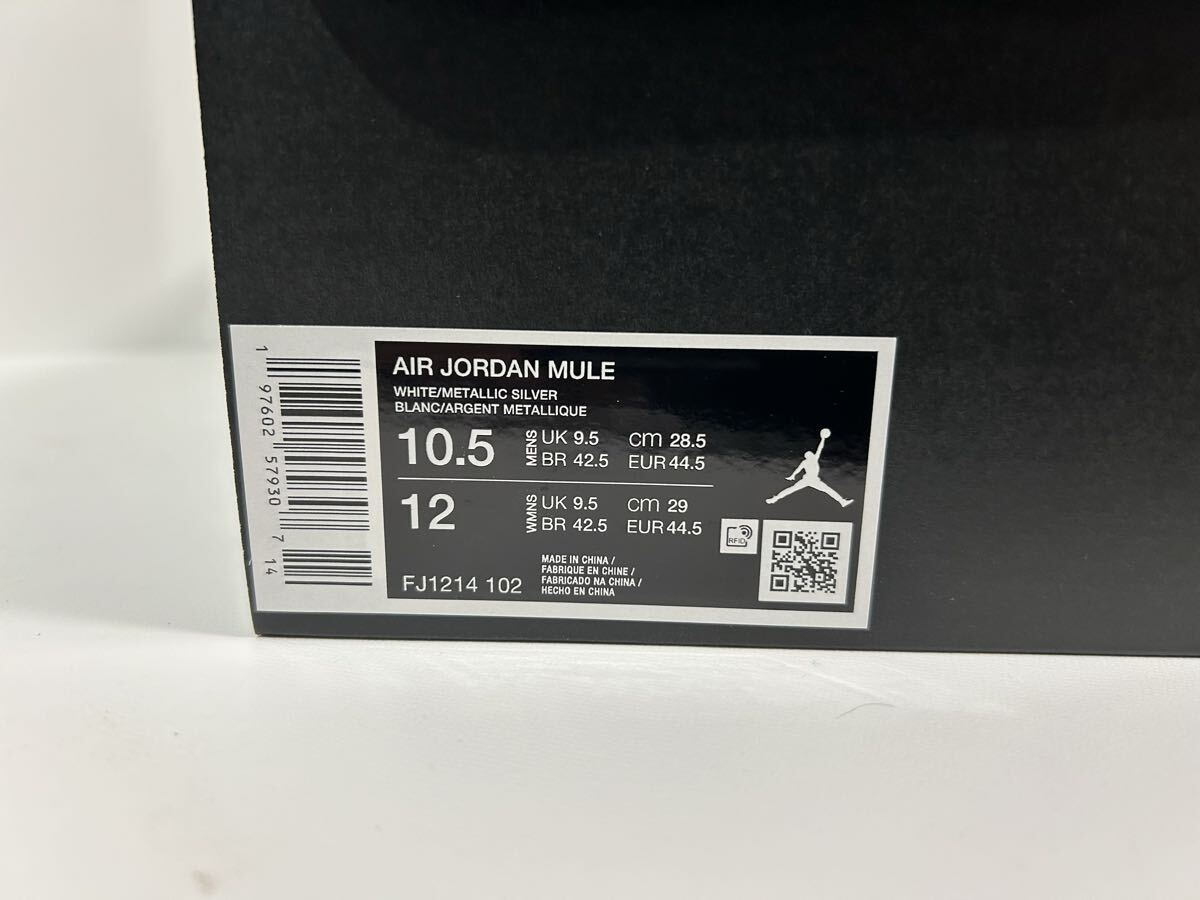 AIR JORDAN MULE
WHITE/METALLIC SILVER
BLANC/ARGENT METALLIQUE
10.5 MENS UK 9.5 cm 28.5
BR 42.5 EUR 44.5
12 WMNS UK 9.5 cm 29
BR 42.5 EUR 44.5
RFID
FJ1214 102
MADE IN CHINA /
FABRIQUE EN CHINE /
FABRICADO NA CHINA /
HECHO EN CHINA
1 97602 57930 7 14